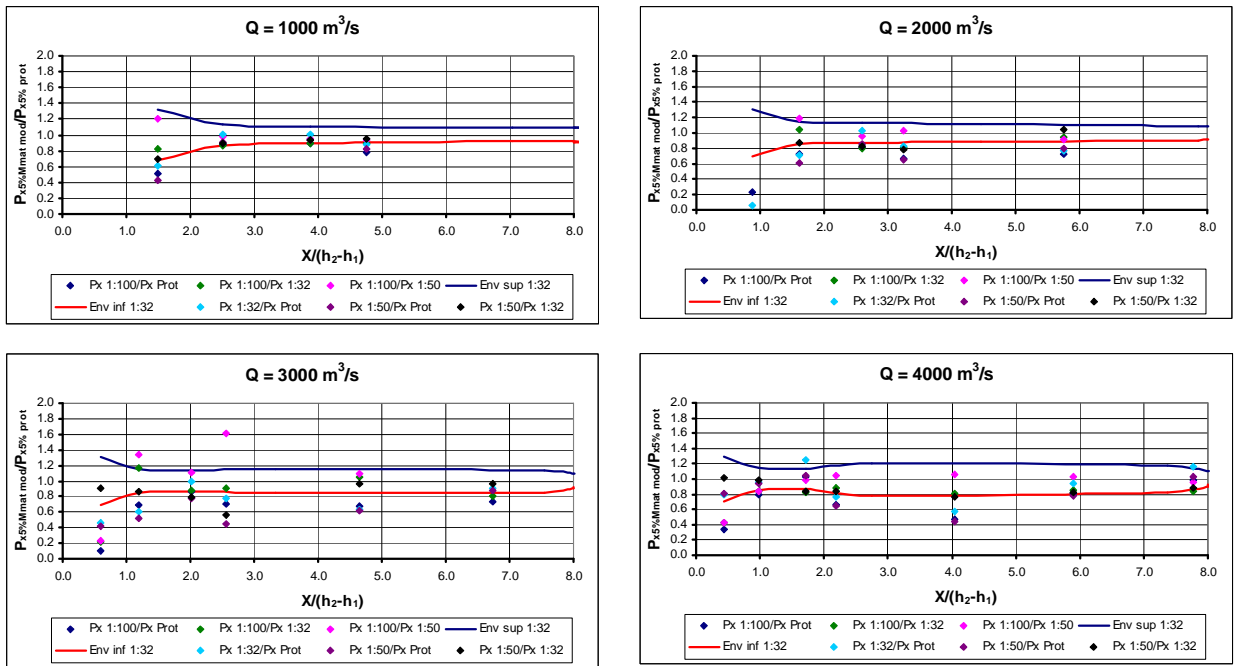 Q = 1000 m³/s
P x5%Mmat mod/P x5% prot
2.0
1.8
1.6
1.4
1.2
1.0
0.8
0.6
0.4
0.2
0.0
0.0 1.0 2.0 3.0 4.0 5.0 6.0 7.0 8.0
X/(h₂-h₁)
Px 1:100/Px Prot Px 1:100/Px 1:32 Px 1:100/Px 1:50 Env sup 1:32
Env inf 1:32 Px 1:32/Px Prot Px 1:50/Px Prot Px 1:50/Px 1:32
Q = 2000 m³/s
P x5%Mmat mod/P x5% prot
2.0
1.8
1.6
1.4
1.2
1.0
0.8
0.6
0.4
0.2
0.0
0.0 1.0 2.0 3.0 4.0 5.0 6.0 7.0 8.0
X/(h₂-h₁)
Px 1:100/Px Prot Px 1:100/Px 1:32 Px 1:100/Px 1:50 Env sup 1:32
Env inf 1:32 Px 1:32/Px Prot Px 1:50/Px Prot Px 1:50/Px 1:32
Q = 3000 m³/s
P x5%Mmat mod/P x5% prot
2.0
1.8
1.6
1.4
1.2
1.0
0.8
0.6
0.4
0.2
0.0
0.0 1.0 2.0 3.0 4.0 5.0 6.0 7.0 8.0
X/(h₂-h₁)
Px 1:100/Px Prot Px 1:100/Px 1:32 Px 1:100/Px 1:50 Env sup 1:32
Env inf 1:32 Px 1:32/Px Prot Px 1:50/Px Prot Px 1:50/Px 1:32
Q = 4000 m³/s
P x5%Mmat mod/P x5% prot
2.0
1.8
1.6
1.4
1.2
1.0
0.8
0.6
0.4
0.2
0.0
0.0 1.0 2.0 3.0 4.0 5.0 6.0 7.0 8.0
X/(h₂-h₁)
Px 1:100/Px Prot Px 1:100/Px 1:32 Px 1:100/Px 1:50 Env sup 1:32
Env inf 1:32 Px 1:32/Px Prot Px 1:50/Px Prot Px 1:50/Px 1:32